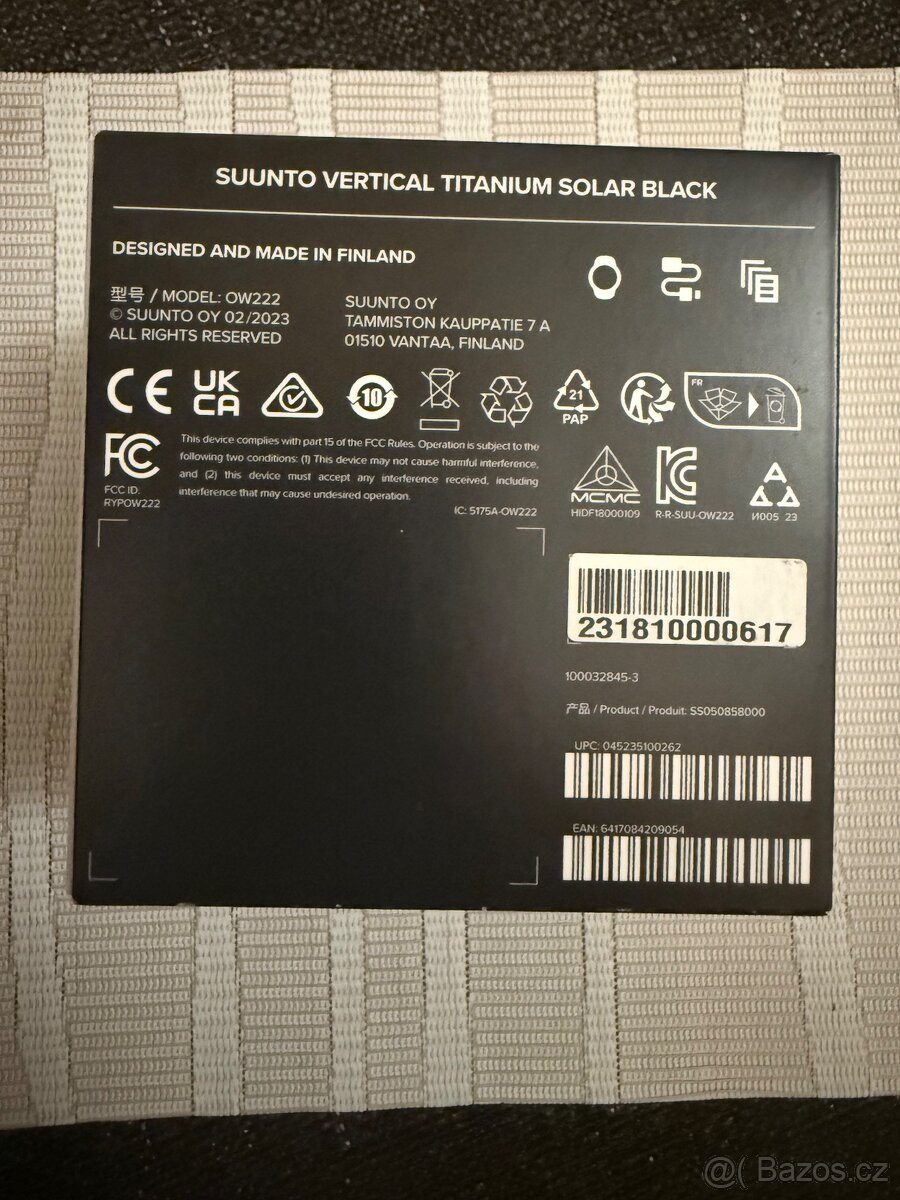 SUUNTO VERTICAL TITANIUM SOLAR BLACK
DESIGNED AND MADE IN FINLAND
型号 / MODEL: OW222
© SUUNTO OY 02/2023
ALL RIGHTS RESERVED
SUUNTO OY
TAMMISTON KAUPPATIE 7 A
01510 VANTAA, FINLAND
CE
UK
CA
10
21
PAP
FR
FC
FCC ID.
RYPOW222
This device complies with part 15 of the FCC Rules. Operation is subject to the
following two conditions: (1) This device may not cause harmful interference,
and (2) this device must accept any interference received, including
interference that may cause undesired operation.
IC: 5175A-OW222
MCMC
HIDF18000109
R-R-SUU-OW222
И005 23
231810000617
100032845-3
产品 / Product / Produit: SS050858000
UPC: 045235100262
EAN: 6417084209054
@( Bazos.cz